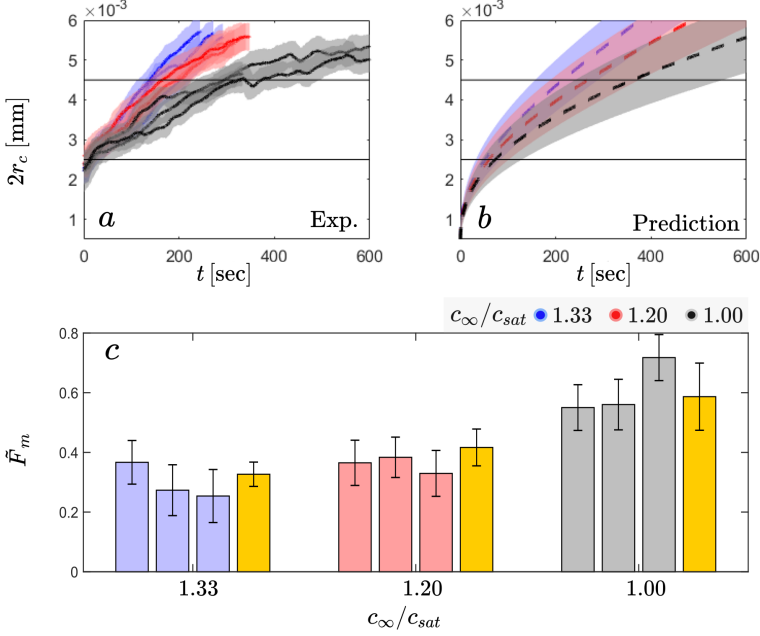 ×10⁻³ ×10⁻³
6 6
5 5
4 4
3 3
2 2
1 1
2r_c [mm]
a Exp. b Prediction
0 200 400 600 0 200 400 600
t [sec] t [sec]
c_∞/c_sat 1.33 1.20 1.00
0.8
c
0.6
0.4
0.2
0
F̃_m
1.33 1.20 1.00
c_∞/c_sat